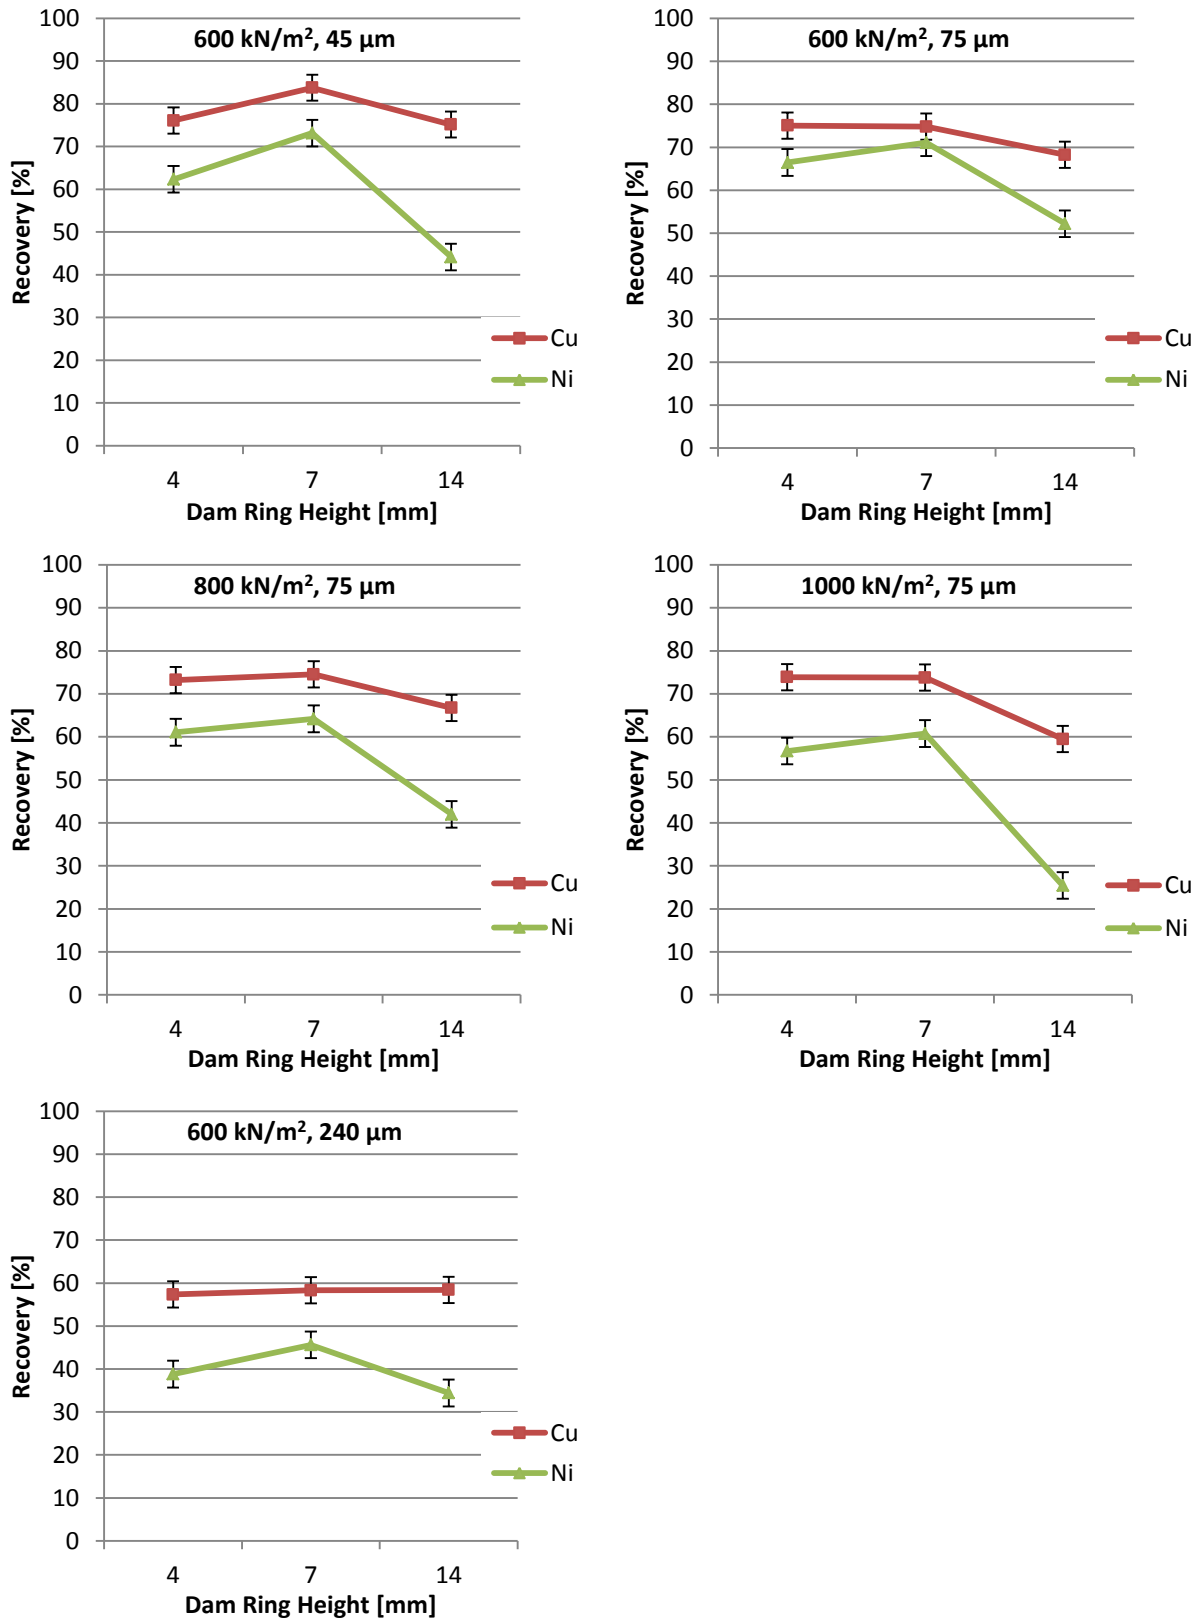 600 kN/m², 45 µm
100
90
80
70
60
50
40
30
20
10
0
Recovery [%]
4 7 14
Dam Ring Height [mm]
Cu
Ni
600 kN/m², 75 µm
100
90
80
70
60
50
40
30
20
10
0
Recovery [%]
4 7 14
Dam Ring Height [mm]
Cu
Ni
800 kN/m², 75 µm
100
90
80
70
60
50
40
30
20
10
0
Recovery [%]
4 7 14
Dam Ring Height [mm]
Cu
Ni
1000 kN/m², 75 µm
100
90
80
70
60
50
40
30
20
10
0
Recovery [%]
4 7 14
Dam Ring Height [mm]
Cu
Ni
600 kN/m², 240 µm
100
90
80
70
60
50
40
30
20
10
0
Recovery [%]
4 7 14
Dam Ring Height [mm]
Cu
Ni